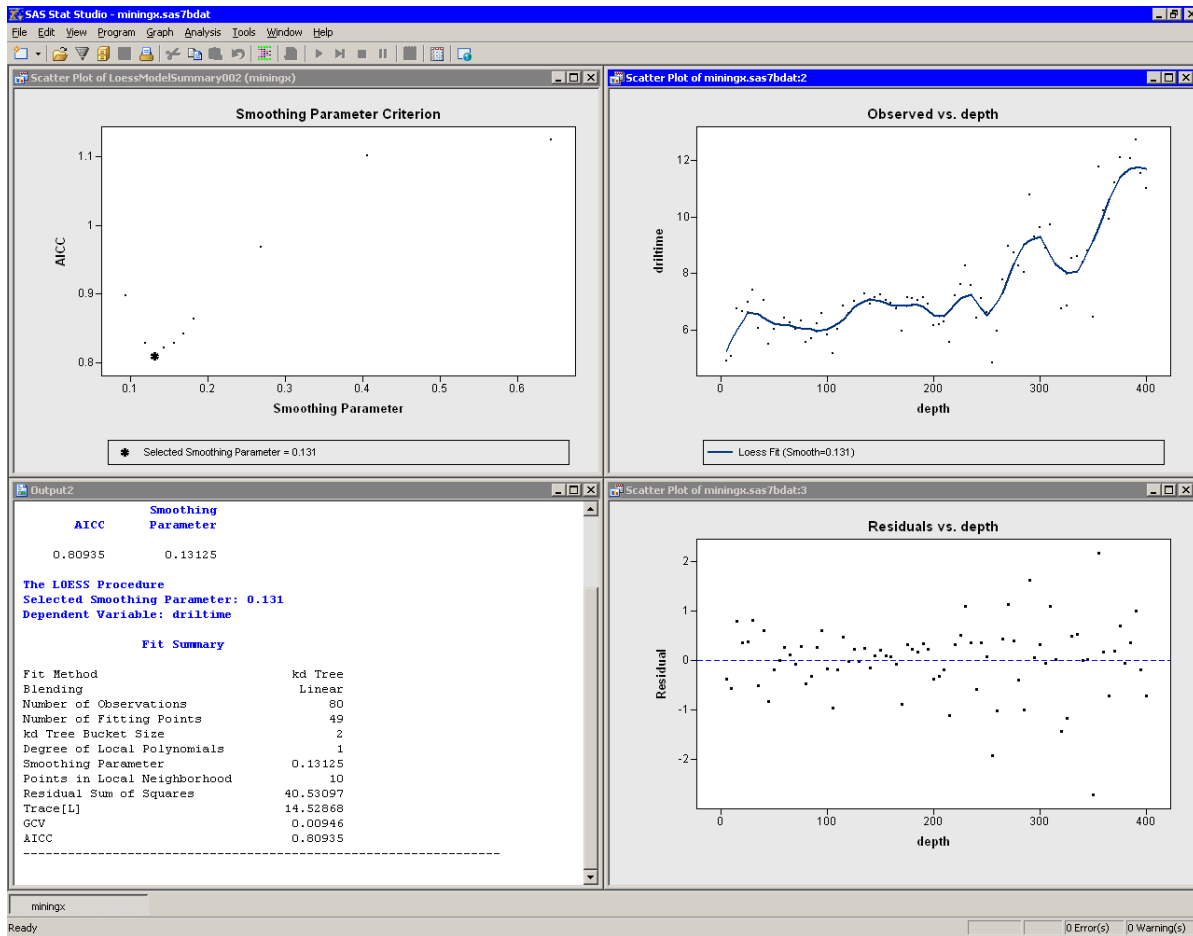 SAS Stat Studio - miningx.sas7bdat
File Edit View Program Graph Analysis Tools Window Help
Scatter Plot of LoessModelSummary002 (miningx)
Smoothing Parameter Criterion
AICC
1.1
1
0.9
0.8
0.1 0.2 0.3 0.4 0.5 0.6
Smoothing Parameter
Selected Smoothing Parameter = 0.131
Scatter Plot of miningx.sas7bdat:2
Observed vs. depth
driltime
12
10
8
6
0 100 200 300 400
depth
Loess Fit (Smooth=0.131)
Output2
Smoothing
AICC Parameter
0.80935 0.13125
The LOESS Procedure
Selected Smoothing Parameter: 0.131
Dependent Variable: driltime
Fit Summary
Fit Method kd Tree
Blending Linear
Number of Observations 80
Number of Fitting Points 49
kd Tree Bucket Size 2
Degree of Local Polynomials 1
Smoothing Parameter 0.13125
Points in Local Neighborhood 10
Residual Sum of Squares 40.53097
Trace[L] 14.52868
GCV 0.00946
AICC 0.80935
Scatter Plot of miningx.sas7bdat:3
Residuals vs. depth
Residual
2
1
0
-1
-2
0 100 200 300 400
depth
miningx
Ready
0 Error(s) 0 Warning(s)